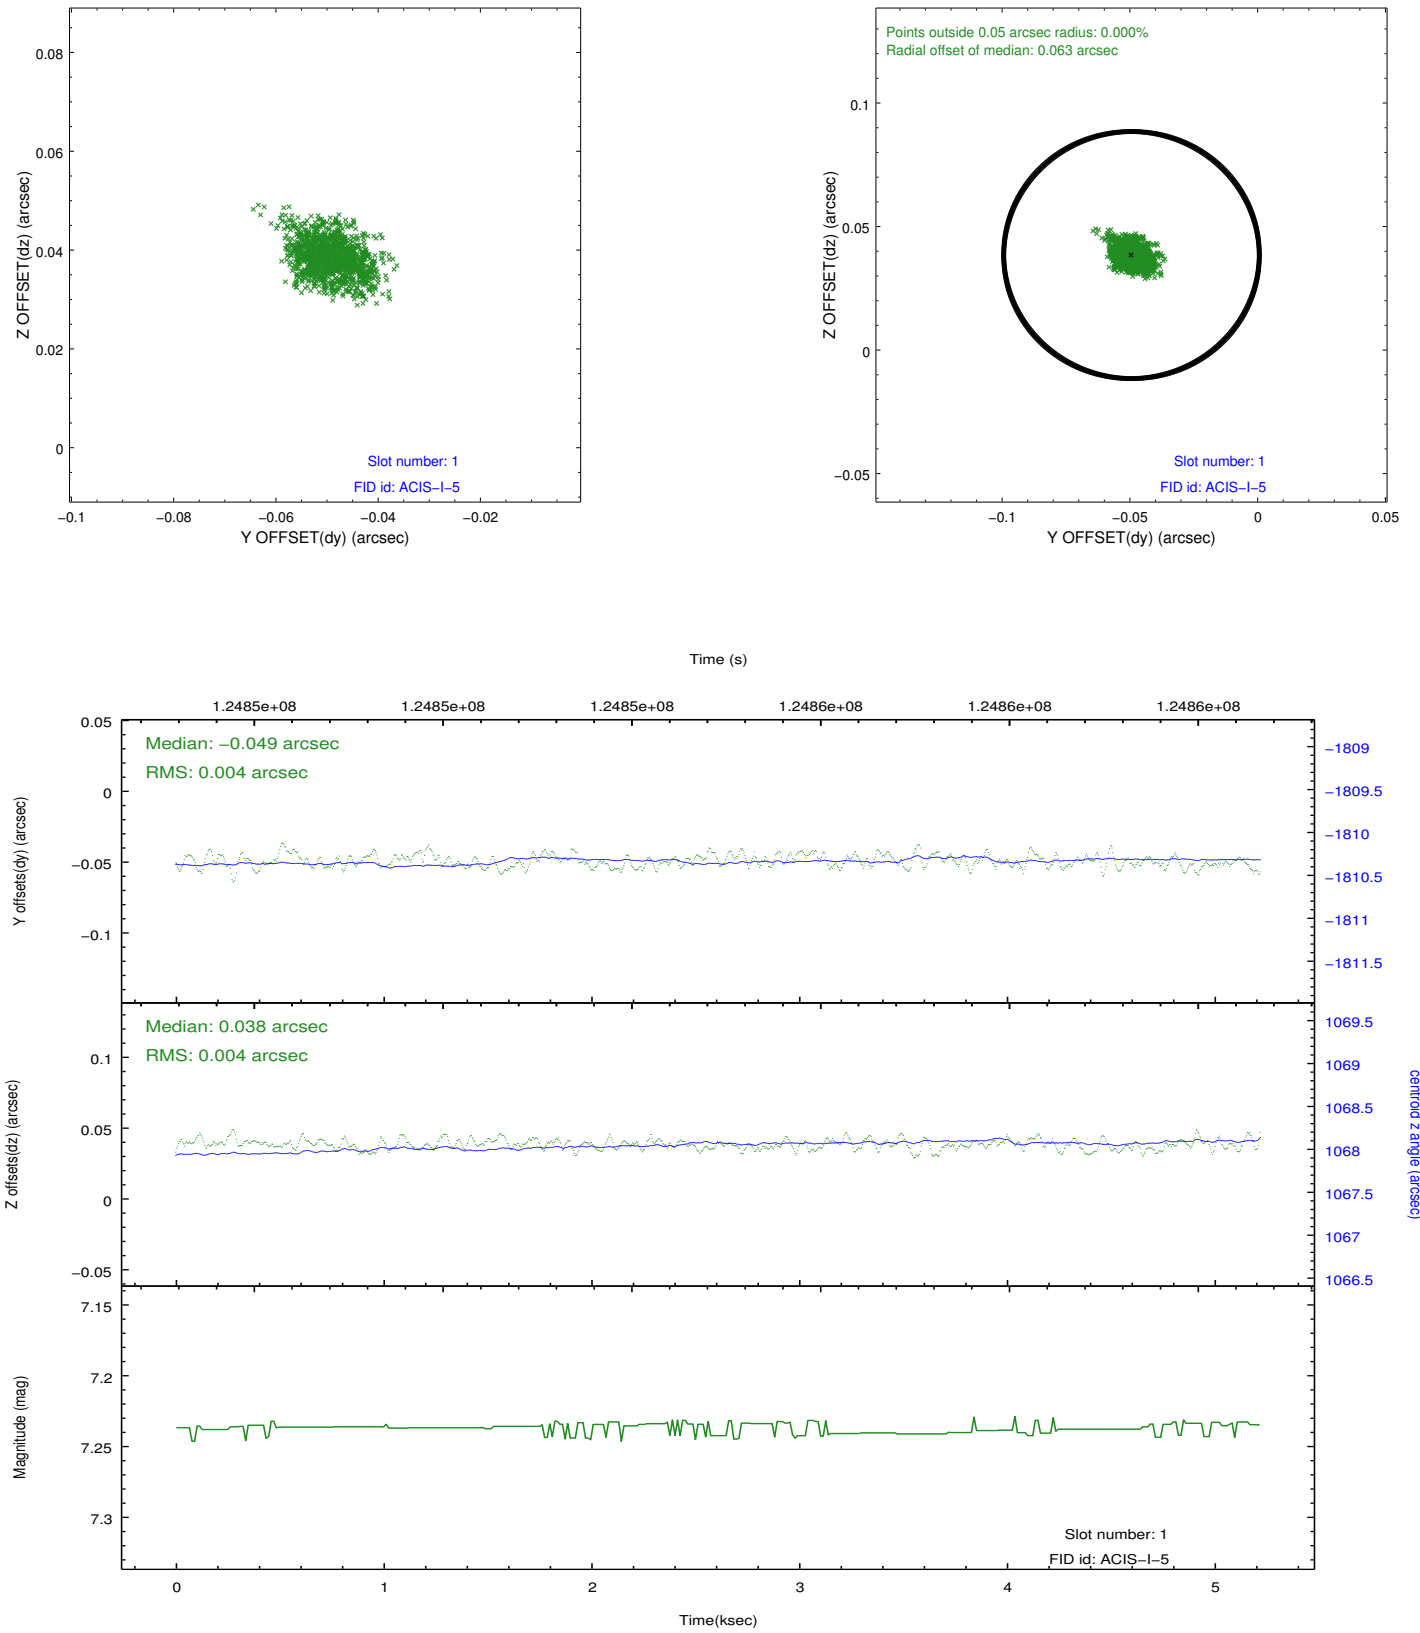 0.08
0.06
0.04
0.02
0
Z OFFSET(dz) (arcsec)
Slot number: 1
FID id: ACIS−I−5
−0.1
−0.08
−0.06
−0.04
−0.02
Y OFFSET(dy) (arcsec)
Points outside 0.05 arcsec radius: 0.000%
Radial offset of median: 0.063 arcsec
0.1
0.05
0
−0.05
Z OFFSET(dz) (arcsec)
Slot number: 1
FID id: ACIS−I−5
−0.1
−0.05
0
0.05
Y OFFSET(dy) (arcsec)
Time (s)
1.2485e+08
1.2485e+08
1.2485e+08
1.2486e+08
1.2486e+08
1.2486e+08
Median: −0.049 arcsec
RMS: 0.004 arcsec
0.05
0
−0.05
−0.1
Y offsets(dy) (arcsec)
−1809
−1809.5
−1810
−1810.5
−1811
−1811.5
Median: 0.038 arcsec
RMS: 0.004 arcsec
0.1
0.05
0
−0.05
Z offsets(dz) (arcsec)
1069.5
1069
1068.5
1068
1067.5
1067
1066.5
centroid z angle (arcsec)
7.15
7.2
7.25
7.3
Magnitude (mag)
Slot number: 1
FID id: ACIS−I−5
0
1
2
3
4
5
Time(ksec)